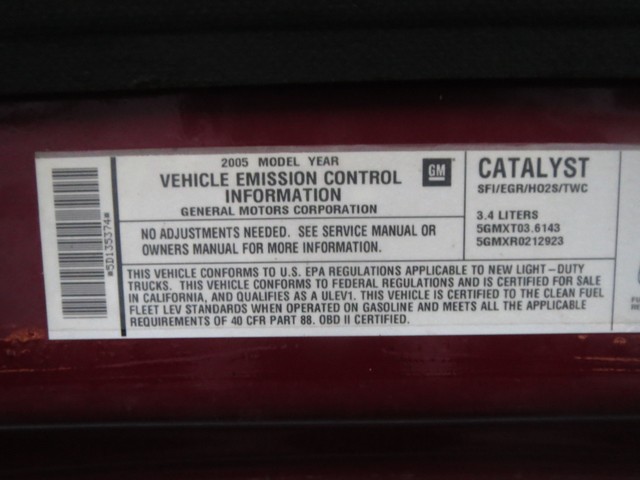 *5D135374*
2005 MODEL YEAR
VEHICLE EMISSION CONTROL
INFORMATION
GENERAL MOTORS CORPORATION
GM
NO ADJUSTMENTS NEEDED. SEE SERVICE MANUAL OR
OWNERS MANUAL FOR MORE INFORMATION.
CATALYST
SFI/EGR/HO2S/TWC
3.4 LITERS
5GMXT03.6143
5GMXR0212923
THIS VEHICLE CONFORMS TO U.S. EPA REGULATIONS APPLICABLE TO NEW LIGHT-DUTY
TRUCKS. THIS VEHICLE CONFORMS TO FEDERAL REGULATIONS AND IS CERTIFIED FOR SALE
IN CALIFORNIA, AND QUALIFIES AS A ULEV1. THIS VEHICLE IS CERTIFIED TO THE CLEAN FUEL
FLEET LEV STANDARDS WHEN OPERATED ON GASOLINE AND MEETS ALL THE APPLICABLE
REQUIREMENTS OF 40 CFR PART 88. OBD II CERTIFIED.